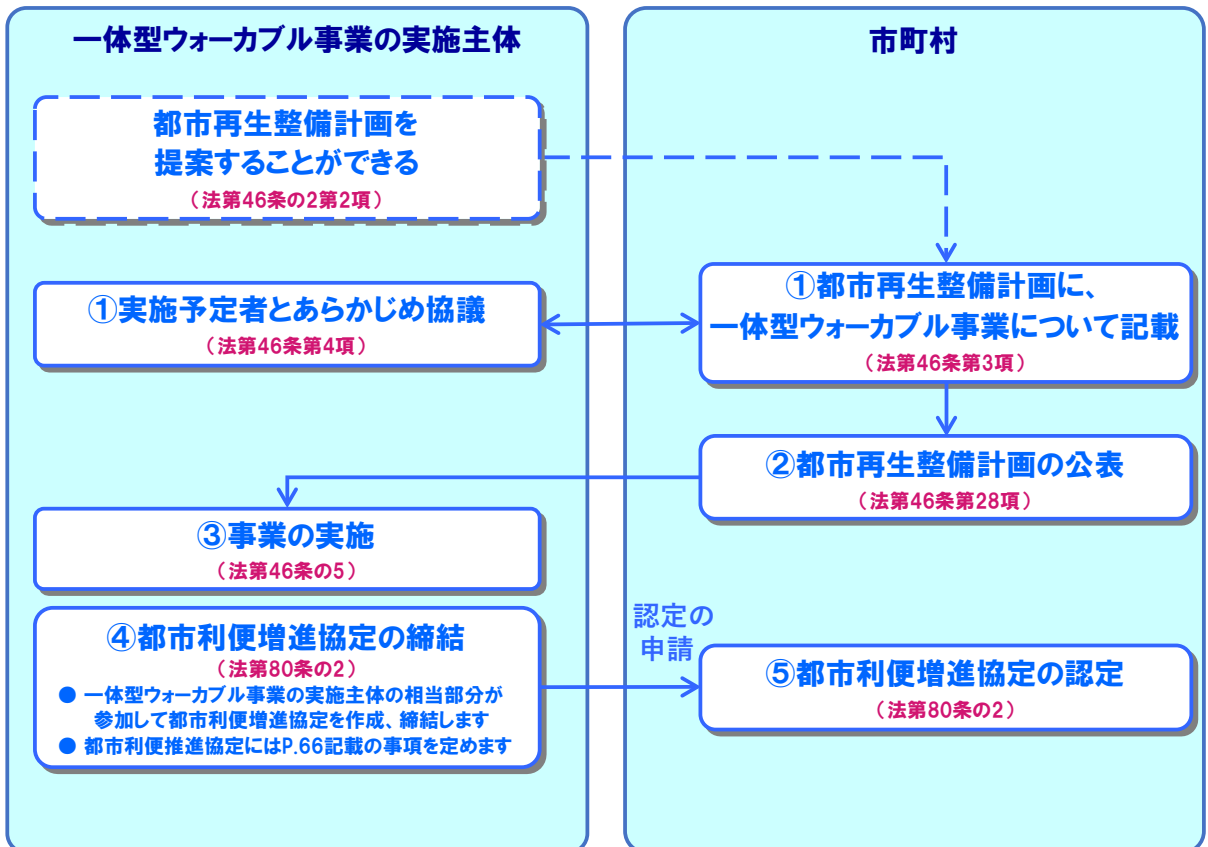 一体型ウォーカブル事業の実施主体
都市再生整備計画を
提案することができる
（法第46条の2第2項）
①実施予定者とあらかじめ協議
（法第46条第4項）
③事業の実施
（法第46条の5）
④都市利便増進協定の締結
（法第80条の2）
● 一体型ウォーカブル事業の実施主体の相当部分が
参加して都市利便増進協定を作成、締結します
● 都市利便推進協定にはP.66記載の事項を定めます
認定の
申請
市町村
①都市再生整備計画に、
一体型ウォーカブル事業について記載
（法第46条第3項）
②都市再生整備計画の公表
（法第46条第28項）
⑤都市利便増進協定の認定
（法第80条の2）